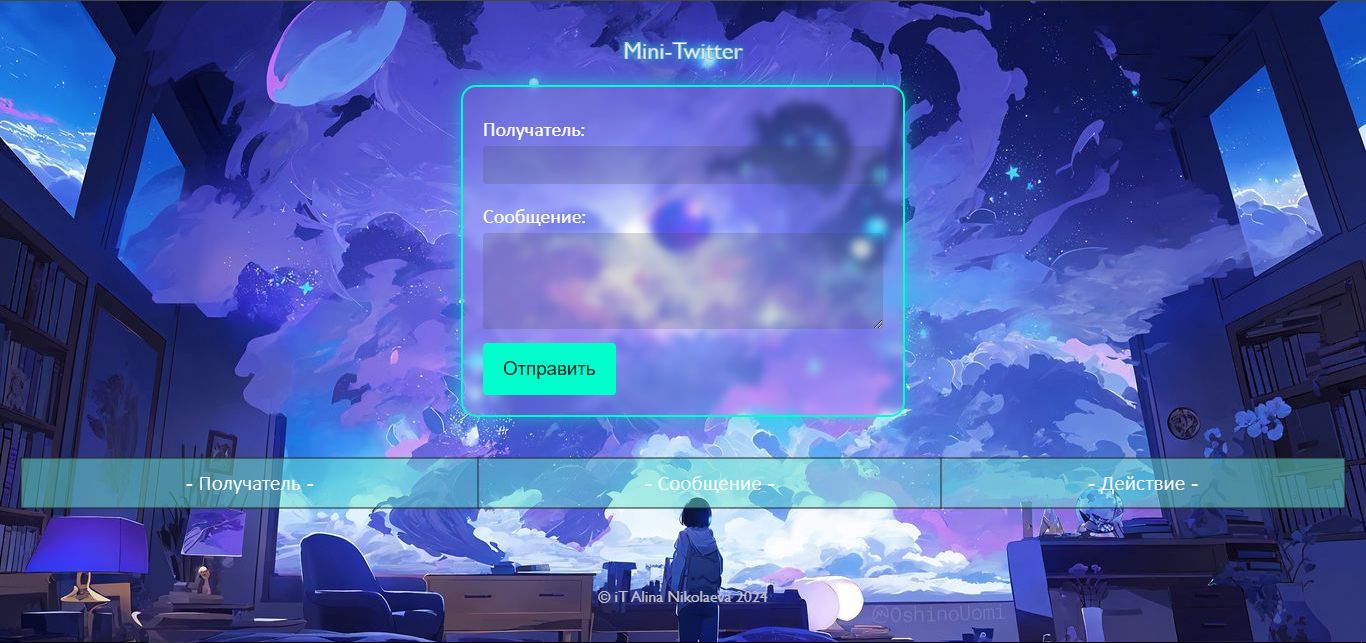 Mini-Twitter
Получатель:
Сообщение:
Отправить
- Получатель - - Сообщение - - Действие -
© iT Alina Nikolaeva 2024
@OshinoUomi